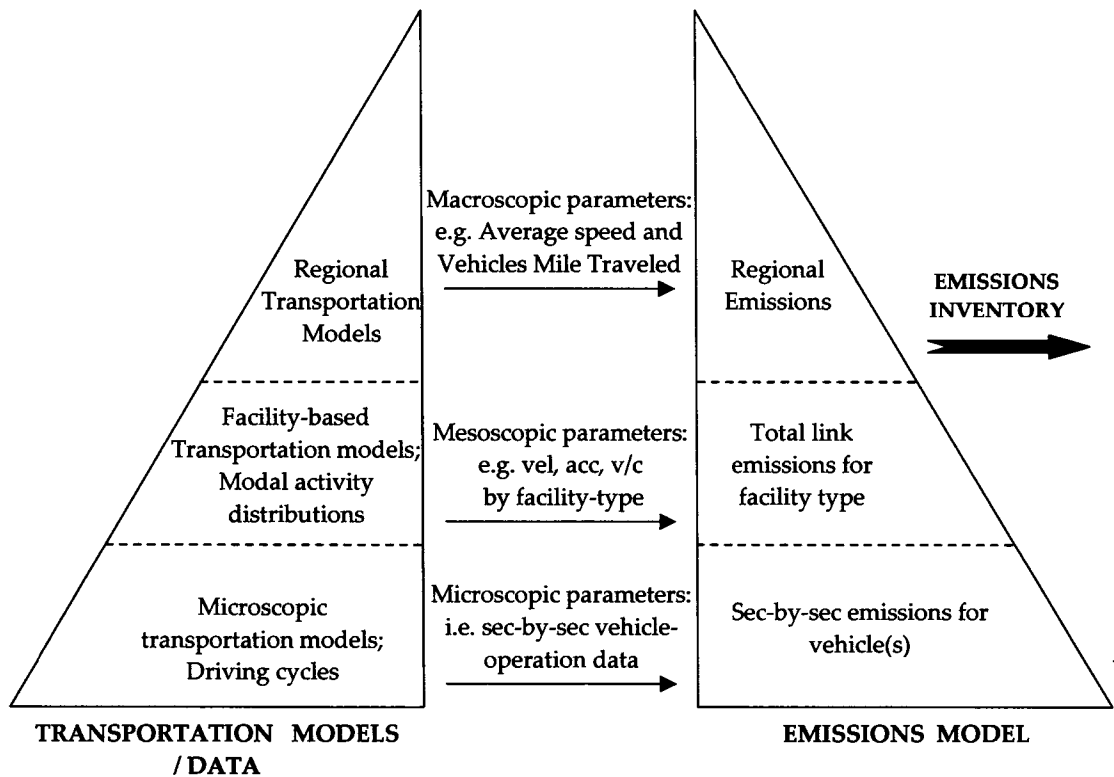 Macroscopic parameters:
e.g. Average speed and
Vehicles Mile Traveled
Regional
Transportation
Models
Regional
Emissions
EMISSIONS
INVENTORY
Facility-based
Transportation models;
Modal activity
distributions
Mesoscopic parameters:
e.g. vel, acc, v/c
by facility-type
Total link
emissions for
facility type
Microscopic
transportation models;
Driving cycles
Microscopic parameters:
i.e. sec-by-sec vehicle-
operation data
Sec-by-sec emissions for
vehicle(s)
TRANSPORTATION MODELS
/ DATA
EMISSIONS MODEL